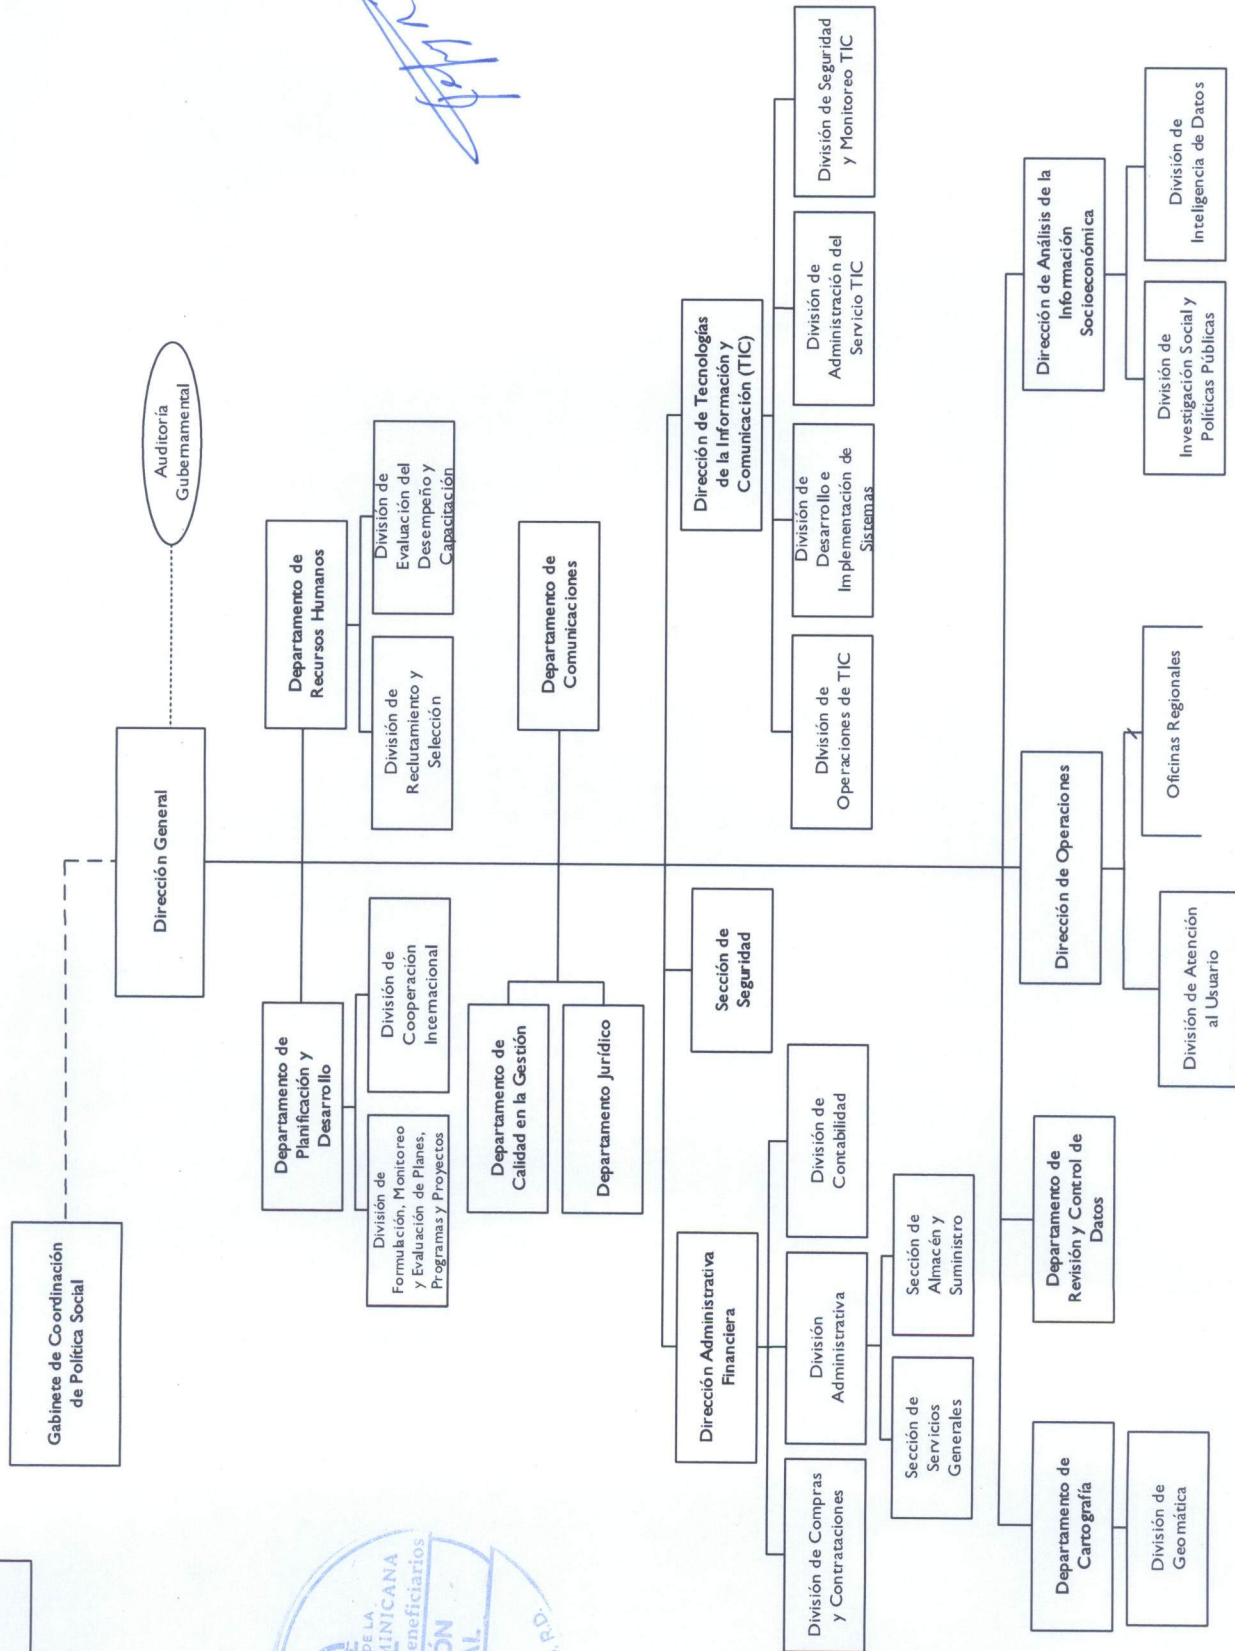 Gabinete de Coordinación
de Política Social
Dirección General
Auditoría
Gubernamental
Departamento de
Planificación y
Desarrollo
Departamento de
Recursos Humanos
División de
Formulación, Monitoreo
y Evaluación de Planes,
Programas y Proyectos
División de
Cooperación
Internacional
División de
Reclutamiento y
Selección
División de
Evaluación del
Desempeño y
Capacitación
Departamento de
Calidad en la Gestión
Departamento Jurídico
Departamento de
Comunicaciones
Dirección Administrativa
Financiera
Sección de
Seguridad
Dirección de Tecnologías
de la Información y
Comunicación (TIC)
División de Compras
y Contrataciones
División
Administrativa
División de
Contabilidad
DIvisión de
Operaciones de TIC
División de
Desarrollo e
Implementación de
Sistemas
División de
Administración del
Servicio TIC
División de Seguridad
y Monitoreo TIC
Sección de
Servicios
Generales
Sección de
Almacén y
Suministro
Departamento de
Cartografía
Departamento de
Revisión y Control de
Datos
Dirección de Operaciones
Dirección de Análisis de la
Información
Socioeconómica
División de
Geomática
División de Atención
al Usuario
Oficinas Regionales
División de
Investigación Social y
Políticas Públicas
División de
Inteligencia de Datos
DE LA
MINICANA
eneficiarios
R.D.